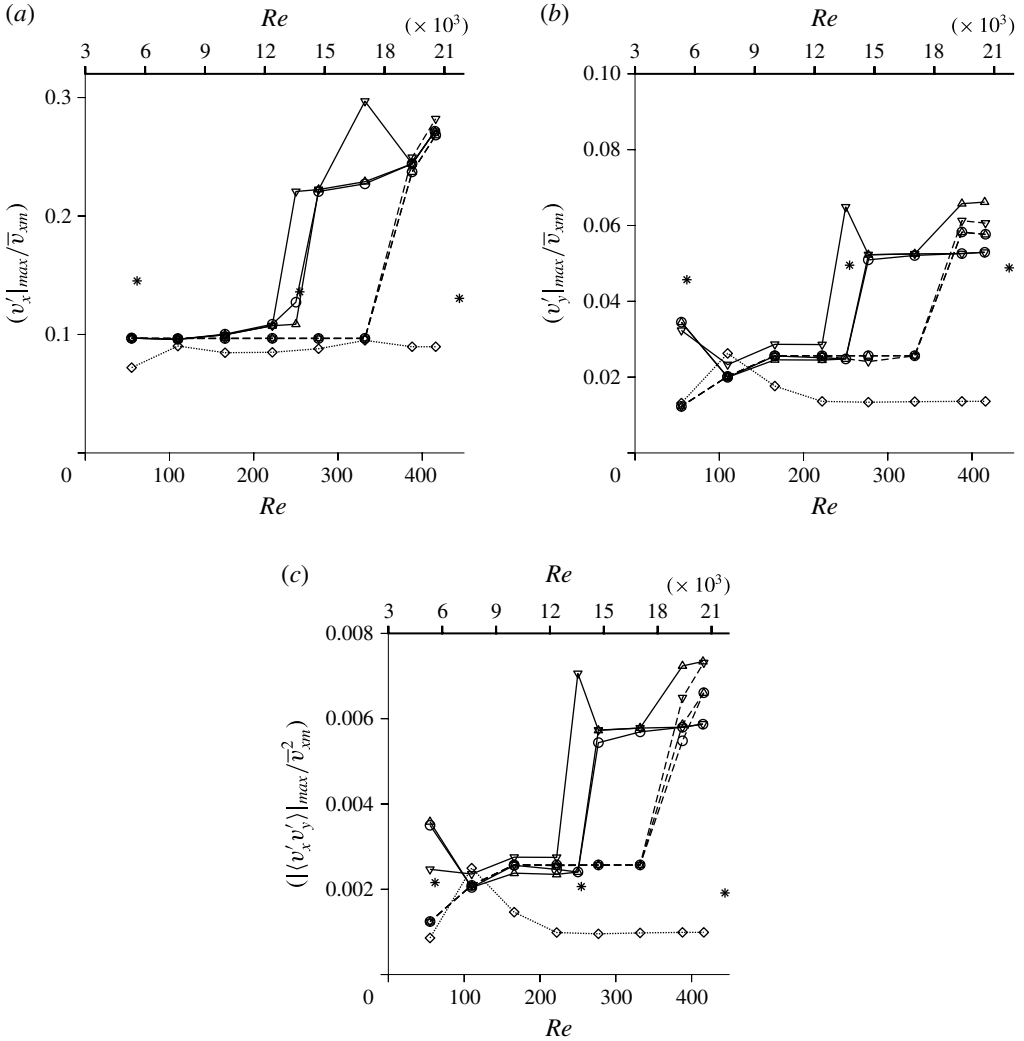 (a)
Re
(× 10³)
3 6 9 12 15 18 21
0.3
0.2
0.1
0 100 200 300 400
Re
(v′ₓ|ₘₐₓ/v̄ₓₘ)
(b)
Re
(× 10³)
3 6 9 12 15 18 21
0.10
0.08
0.06
0.04
0.02
0 100 200 300 400
Re
(v′_y|ₘₐₓ/v̄ₓₘ)
(c)
Re
(× 10³)
3 6 9 12 15 18 21
0.008
0.006
0.004
0.002
0 100 200 300 400
Re
(|⟨v′ₓv′_y⟩|ₘₐₓ/v̄²ₓₘ)